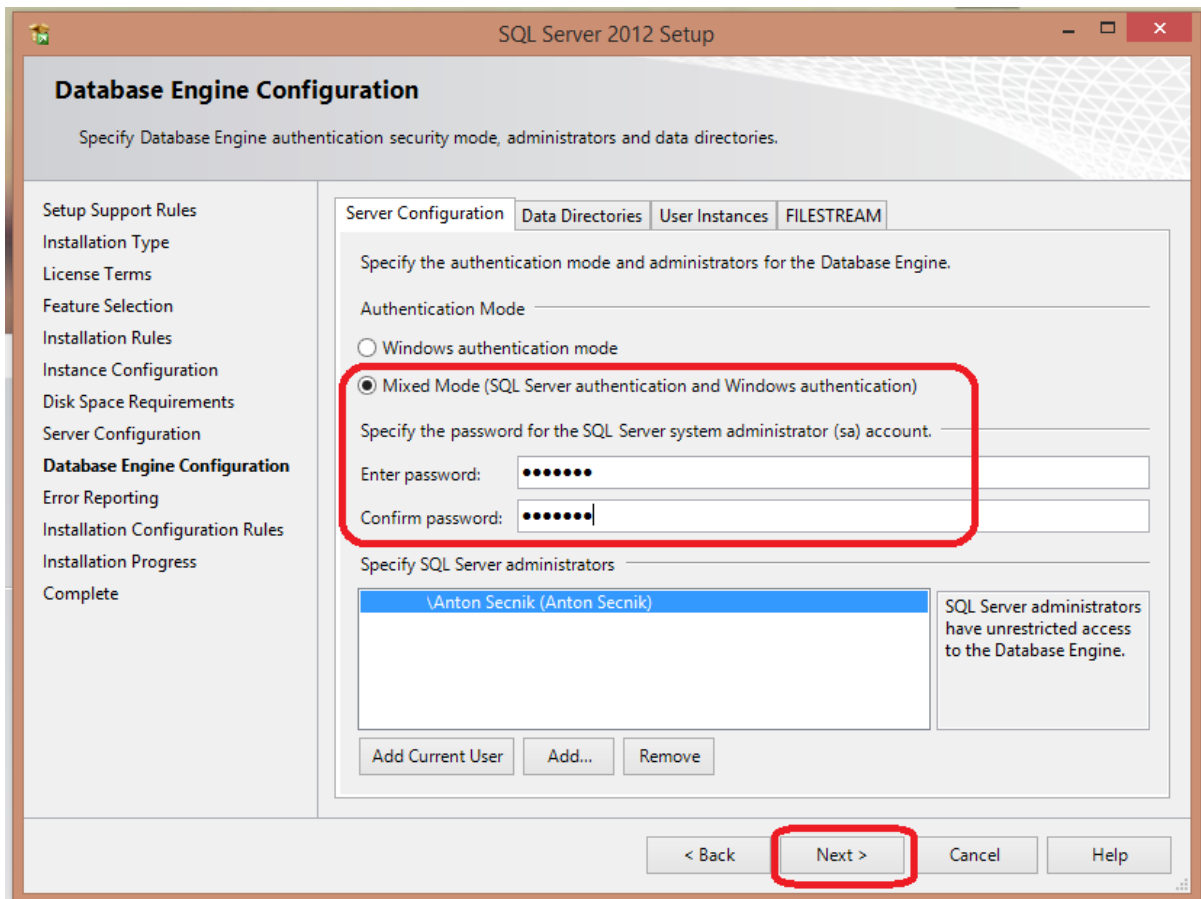 SQL Server 2012 Setup
Database Engine Configuration
Specify Database Engine authentication security mode, administrators and data directories.
Setup Support Rules
Installation Type
License Terms
Feature Selection
Installation Rules
Instance Configuration
Disk Space Requirements
Server Configuration
Database Engine Configuration
Error Reporting
Installation Configuration Rules
Installation Progress
Complete
Server Configuration Data Directories User Instances FILESTREAM
Specify the authentication mode and administrators for the Database Engine.
Authentication Mode
Windows authentication mode
Mixed Mode (SQL Server authentication and Windows authentication)
Specify the password for the SQL Server system administrator (sa) account.
Enter password: •••••••
Confirm password: •••••••
Specify SQL Server administrators
\Anton Secnik (Anton Secnik)
SQL Server administrators
have unrestricted access
to the Database Engine.
Add Current User Add... Remove
< Back Next > Cancel Help